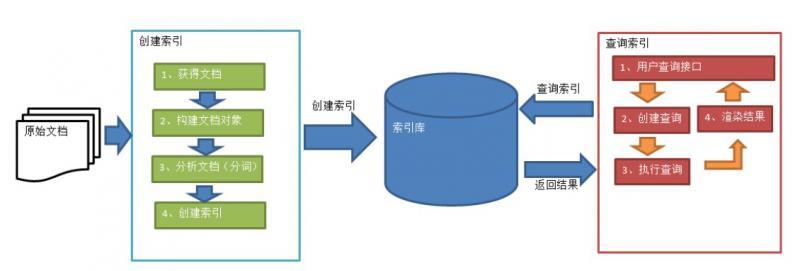 原始文档
创建索引
1、获得文档
2、构建文档对象
3、分析文档（分词）
4、创建索引
创建索引
索引库
查询索引
返回结果
查询索引
1、用户查询接口
2、创建查询
4、渲染结果
3、执行查询